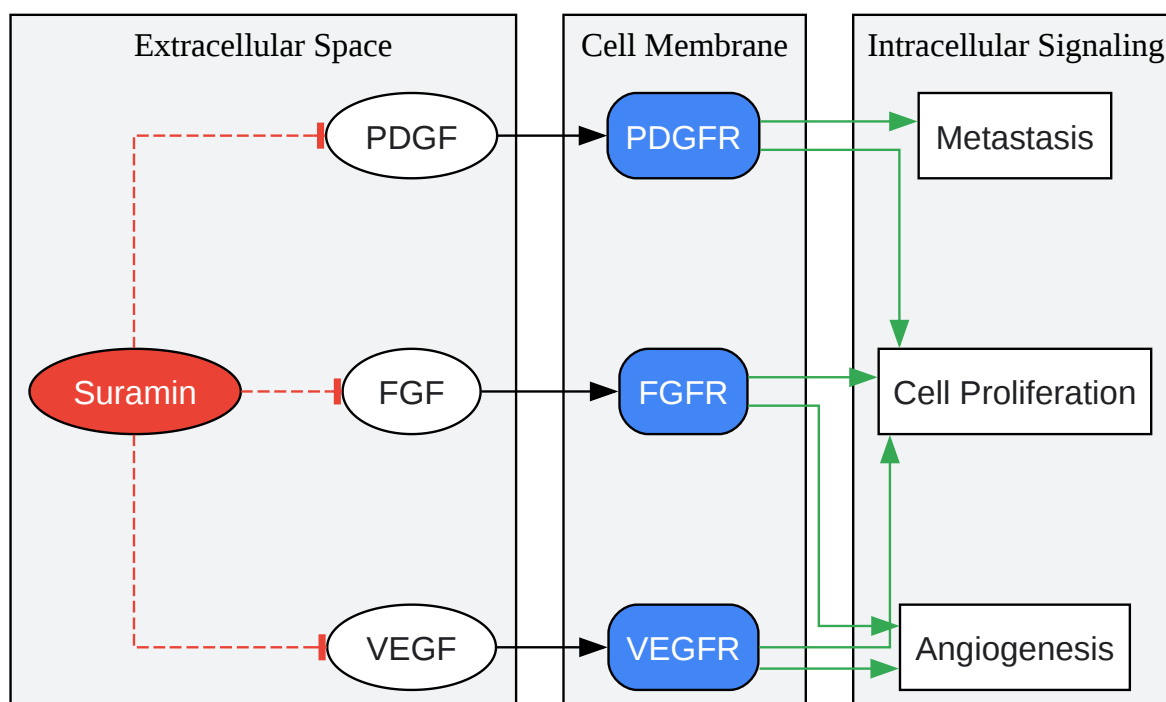 Extracellular Space
Cell Membrane
Intracellular Signaling
PDGF
PDGFR
Metastasis
Suramin
FGF
FGFR
Cell Proliferation
VEGF
VEGFR
Angiogenesis